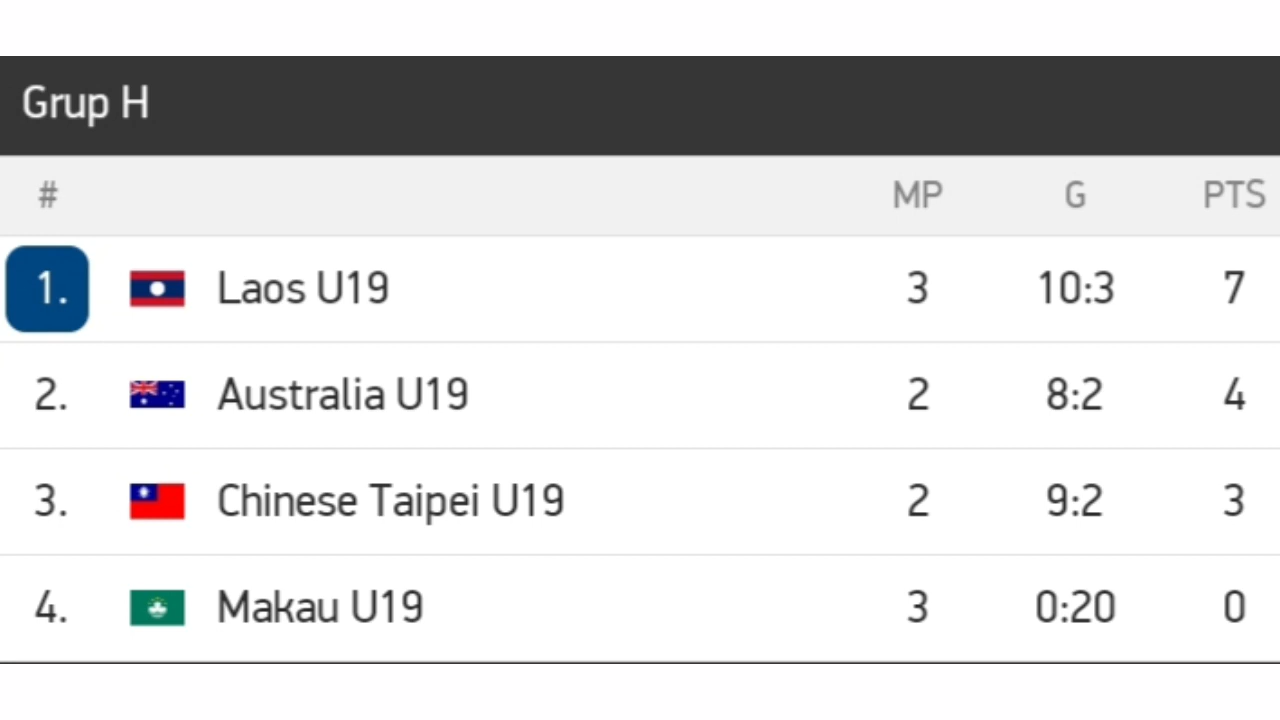 Grup H
# MP G PTS
1. Laos U19 3 10:3 7
2. Australia U19 2 8:2 4
3. Chinese Taipei U19 2 9:2 3
4. Makau U19 3 0:20 0